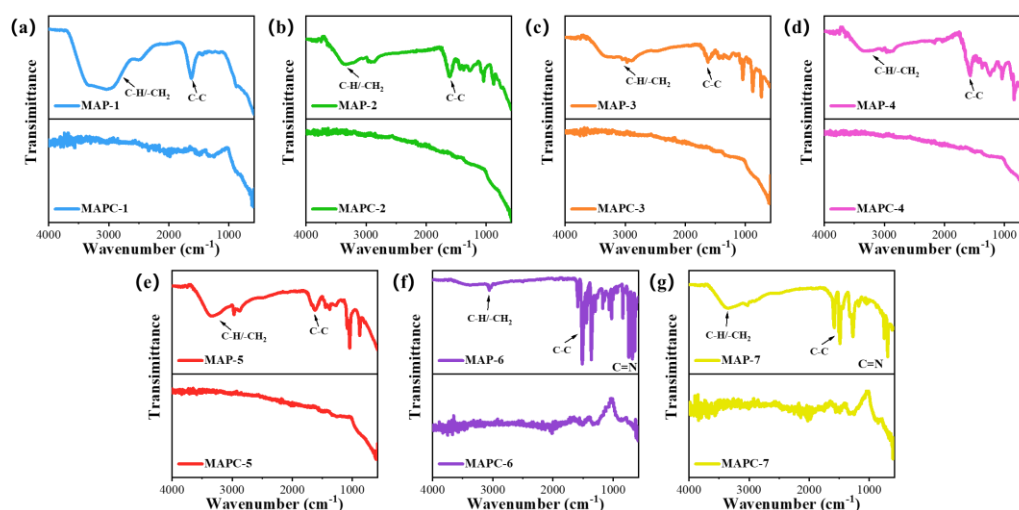 (a)
C-H/-CH₂
C-C
MAP-1
MAPC-1
Transimittance
4000 3000 2000 1000
Wavenumber (cm⁻¹)
(b)
C-H/-CH₂
C-C
MAP-2
MAPC-2
Transimittance
4000 3000 2000 1000
Wavenumber (cm⁻¹)
(c)
C-H/-CH₂
C-C
MAP-3
MAPC-3
Transimittance
4000 3000 2000 1000
Wavenumber (cm⁻¹)
(d)
C-H/-CH₂
C-C
MAP-4
MAPC-4
Transimittance
4000 3000 2000 1000
Wavenumber (cm⁻¹)
(e)
C-H/-CH₂
C-C
MAP-5
MAPC-5
Transmittance
4000 3000 2000 1000
Wavenumber (cm⁻¹)
(f)
C-H/-CH₂
C-C
MAP-6
C=N
MAPC-6
Transmittance
4000 3000 2000 1000
Wavenumber (cm⁻¹)
(g)
C-H/-CH₂
C-C
MAP-7
C=N
MAPC-7
Transmittance
4000 3000 2000 1000
Wavenumber (cm⁻¹)